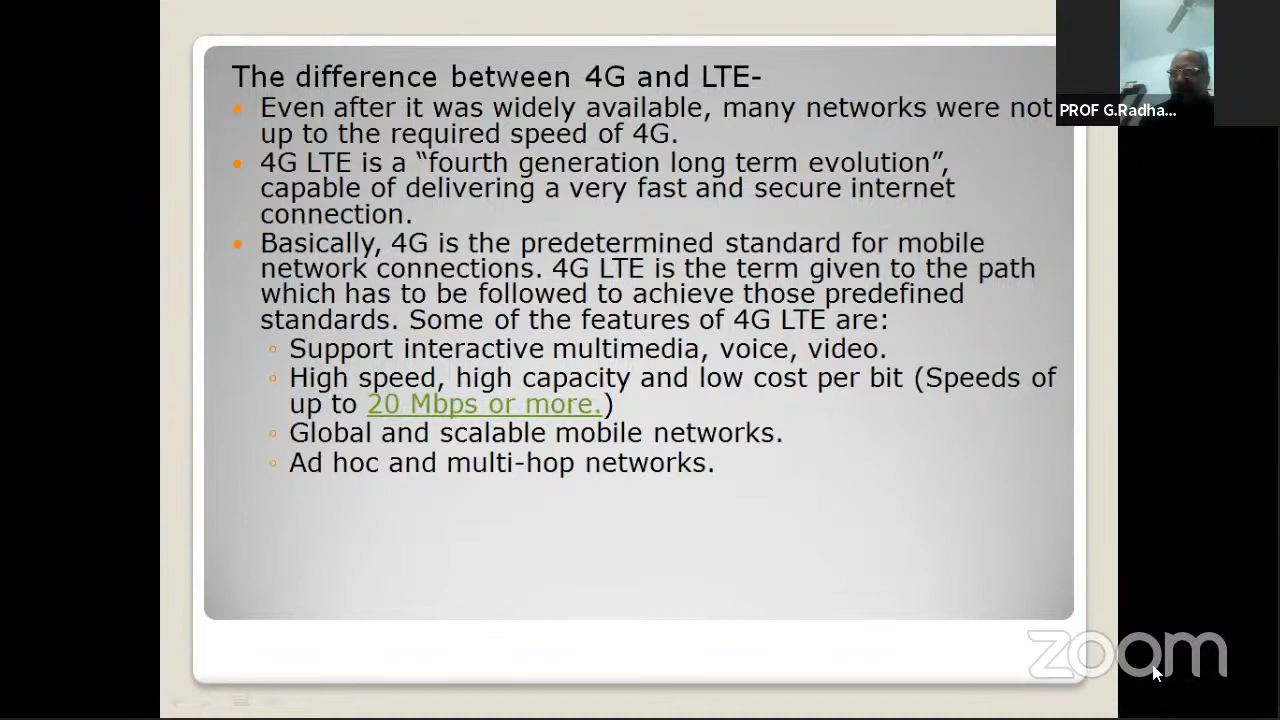 The difference between 4G and LTE-
Even after it was widely available, many networks were not
up to the required speed of 4G.
4G LTE is a “fourth generation long term evolution”,
capable of delivering a very fast and secure internet
connection.
Basically, 4G is the predetermined standard for mobile
network connections. 4G LTE is the term given to the path
which has to be followed to achieve those predefined
standards. Some of the features of 4G LTE are:
Support interactive multimedia, voice, video.
High speed, high capacity and low cost per bit (Speeds of
up to 20 Mbps or more.)
Global and scalable mobile networks.
Ad hoc and multi-hop networks.
PROF G.Radha...
zoom